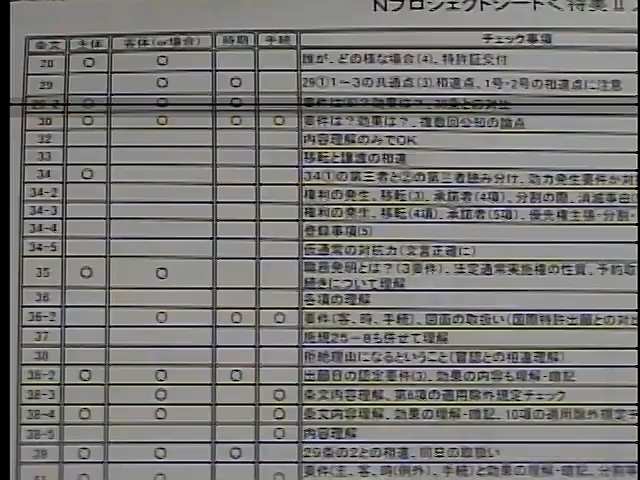 Nプロジェクトシート＜特実Ⅱ
条文 主体 客体(or場合) 時期 手続 チェック事項
28 ○ ○ 誰が、どの様な場合(4)、特許証交付
29 ○ ○ 29①1～3の共通点(3)、相違点、1号・2号の相違点に注意
29-2 ○ ○ ○ 要件は何?効果は?
30 ○ ○ ○ ○ 要件は?効果は?、複数回公知の論点
32 内容理解のみでOK
33 移転と譲渡の相違
34 ○ 34①の第三者と②の第三者読み分け、効力発生要件か対
34-2 権利の発生、移転(3)、承諾者(4項)、分割の際、消滅事由(
34-3 権利の発生、移転(4項)、承諾者(5項)、優先権主張・分割
34-4 登録事項(5)
34-5 仮通常の対抗力(文言正確に)
35 ○ ○ 職務発明とは?(3要件)、法定通常実施権の性質、予約取
続きについて理解
36 各項の理解
36-2 ○ ○ ○ 要件(客、時、手続)、図面の取扱い(国際特許出願との対比
37 施規25-8も併せて理解
38 拒絶理由になるということ(冒認との相違理解)
38-2 ○ ○ ○ 出願日の認定要件(3)、効果の内容も理解・暗記
38-3 ○ ○ 条文内容理解、第6項の適用除外規定チェック
38-4 ○ ○ ○ 条文内容理解、効果の理解・暗記、10項の適用除外規定チ
38-5 ○ 内容理解
39 ○ ○ ○ 29条の2との相違、同日の取扱い
要件(主、客、時(例外)、手続)と効果の理解・暗記、分割等